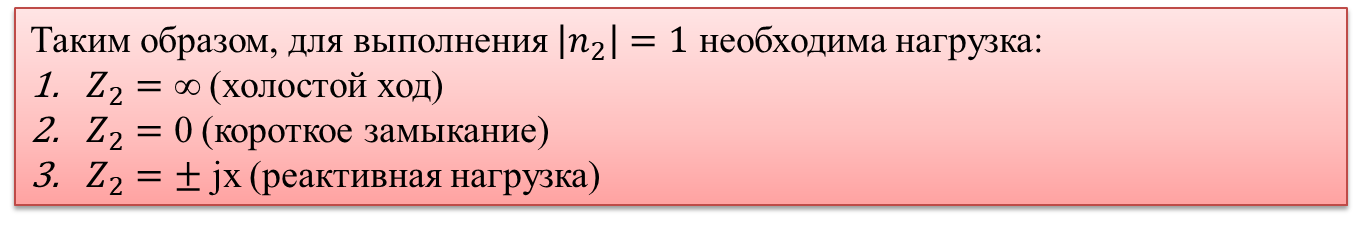 Таким образом, для выполнения |n₂| = 1 необходима нагрузка:
1. Z₂ = ∞ (холостой ход)
2. Z₂ = 0 (короткое замыкание)
3. Z₂ = ± jx (реактивная нагрузка)